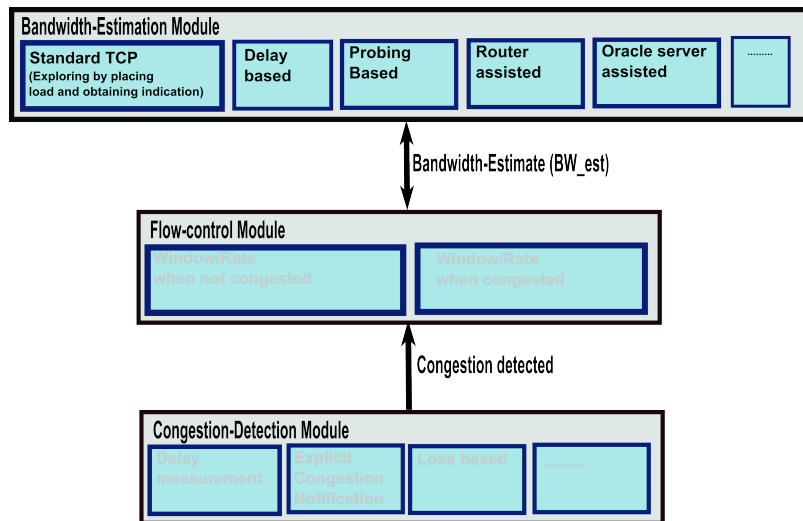 Bandwidth-Estimation Module
Standard TCP
(Exploring by placing
load and obtaining indication)
Delay
based
Probing
Based
Router
assisted
Oracle server
assisted
.........
Bandwidth-Estimate (BW_est)
Flow-control Module
Window/Rate
when not congested
Window/Rate
when congested
Congestion detected
Congestion-Detection Module
Delay
measurement
Explicit
Congestion
Notification
Loss based
.........